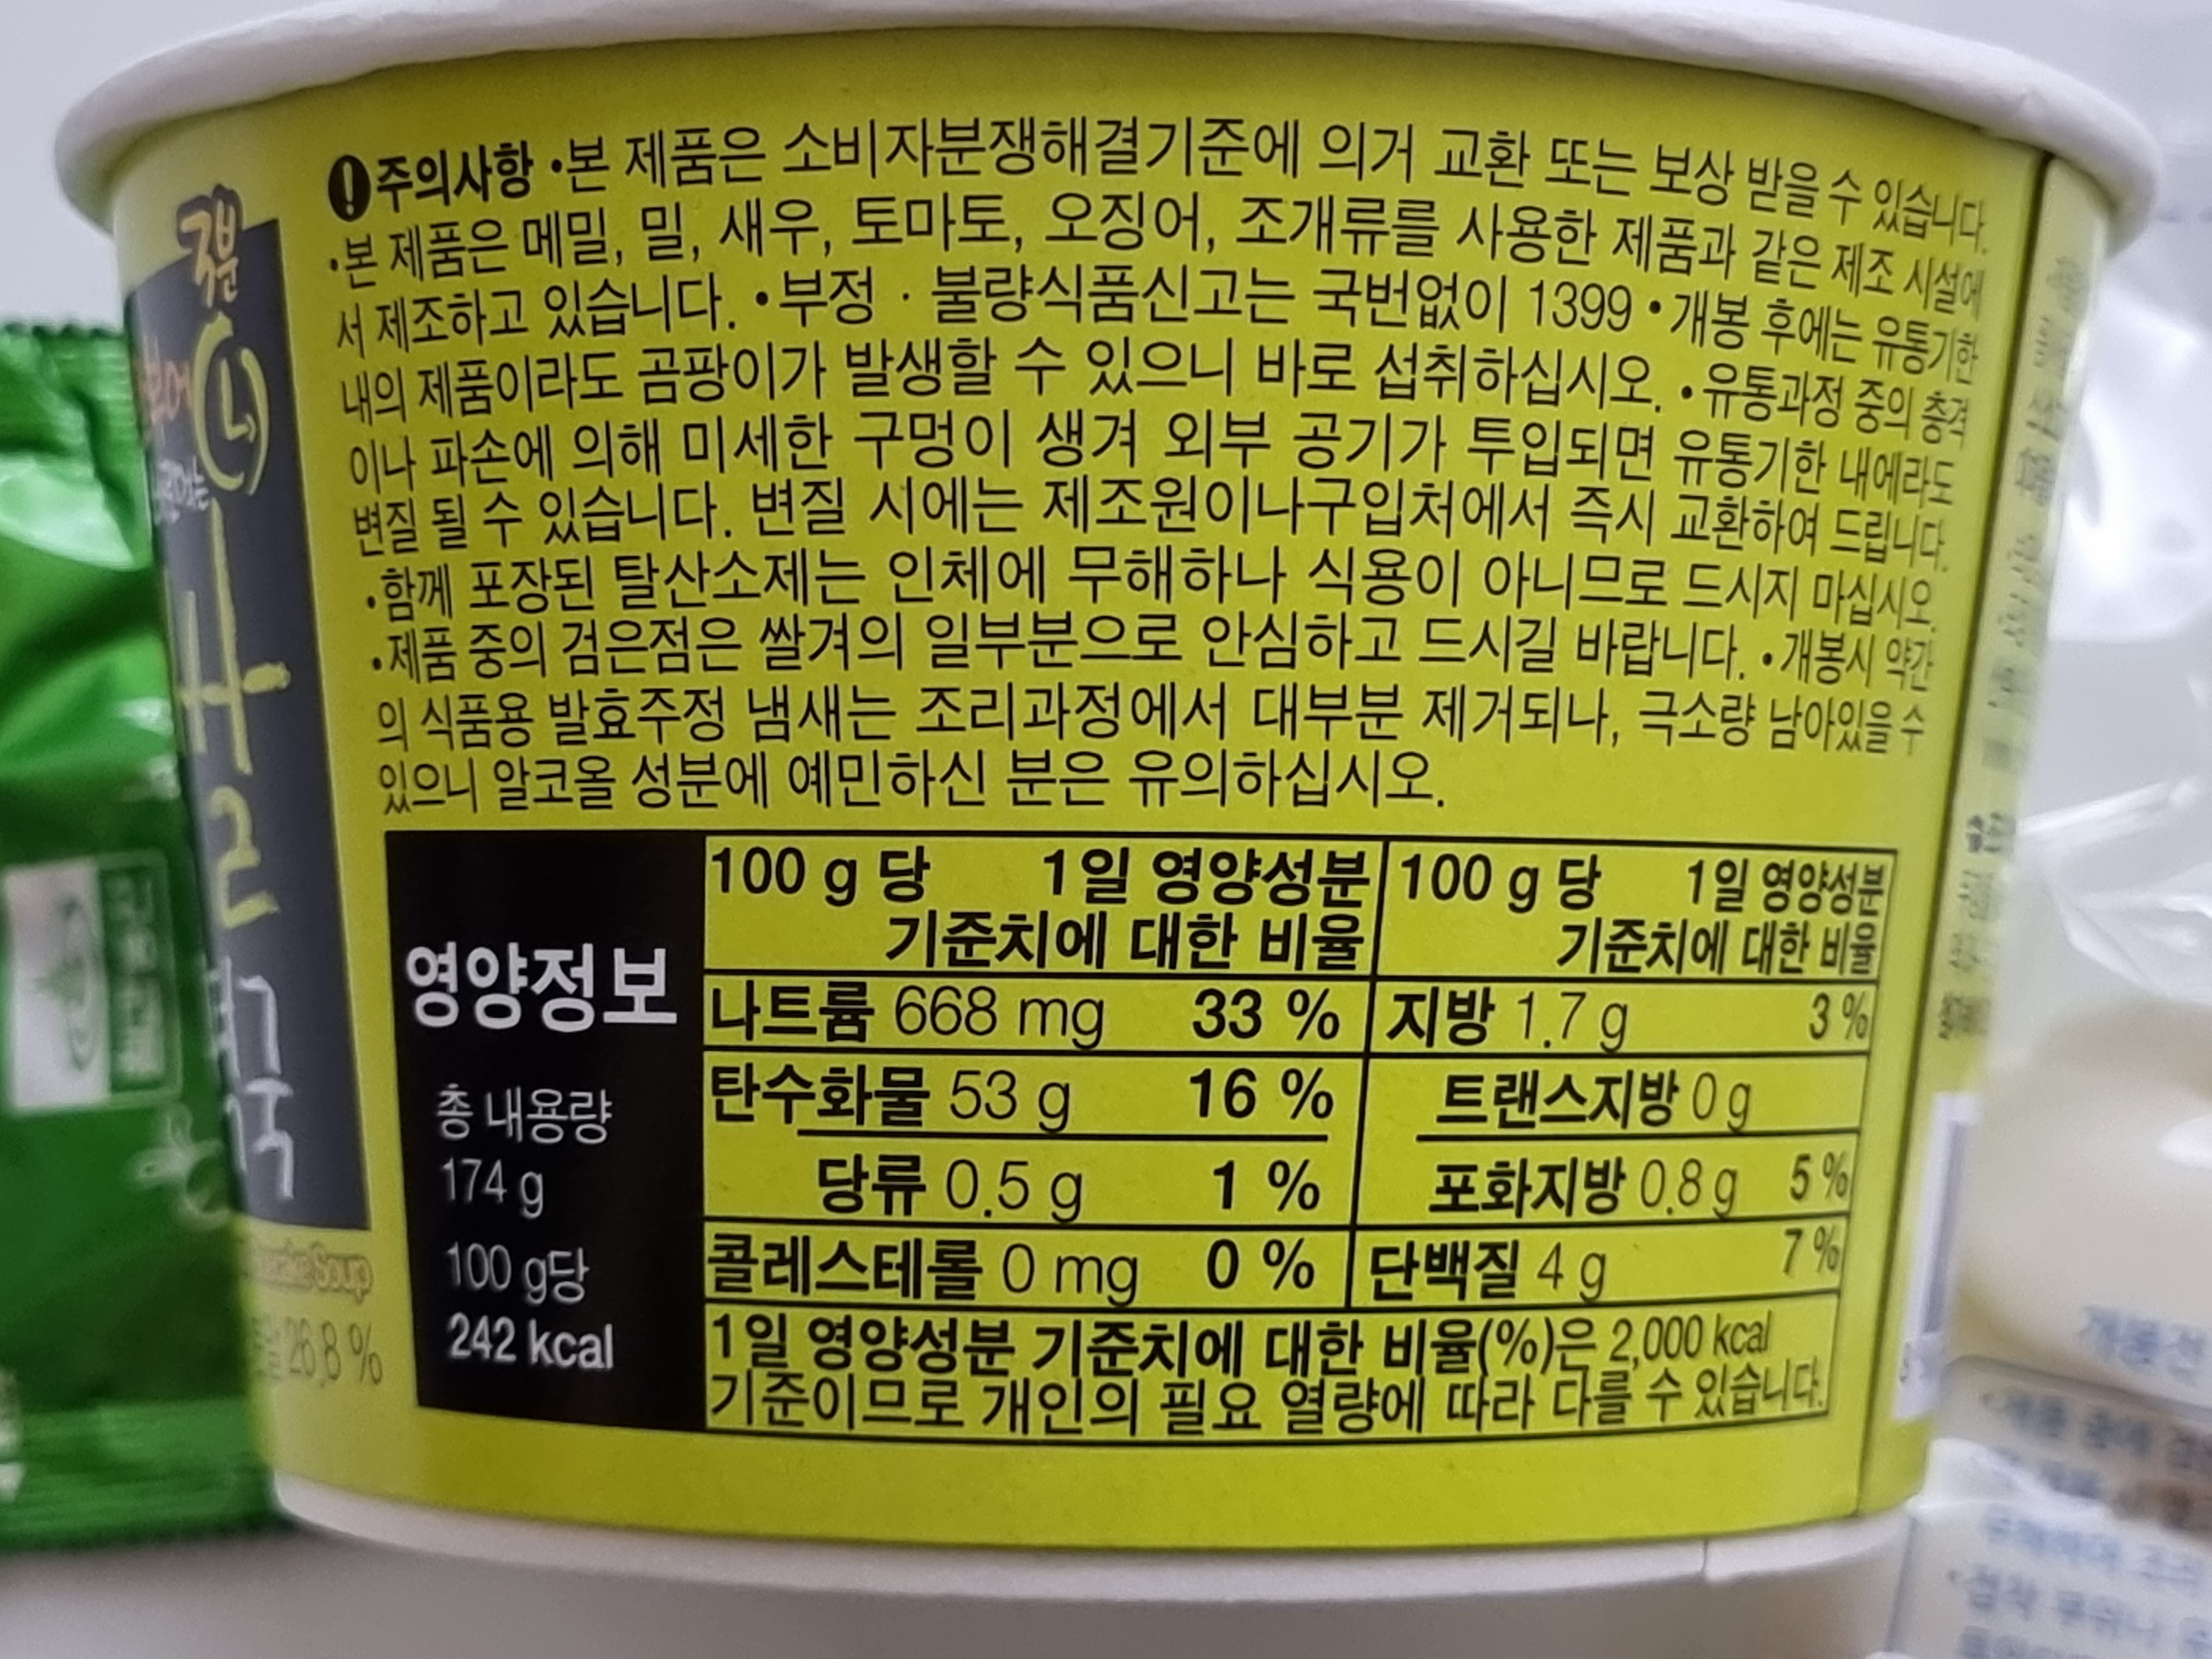 주의사항 •본 제품은 소비자분쟁해결기준에 의거 교환 또는 보상 받을 수 있습니다.
•본 제품은 메밀, 밀, 새우, 토마토, 오징어, 조개류를 사용한 제품과 같은 제조 시설에
서 제조하고 있습니다. •부정 · 불량식품신고는 국번없이 1399 •개봉 후에는 유통기한
내의 제품이라도 곰팡이가 발생할 수 있으니 바로 섭취하십시오. •유통과정 중의 충격
이나 파손에 의해 미세한 구멍이 생겨 외부 공기가 투입되면 유통기한 내에라도
변질 될 수 있습니다. 변질 시에는 제조원이나구입처에서 즉시 교환하여 드립니다.
•함께 포장된 탈산소제는 인체에 무해하나 식용이 아니므로 드시지 마십시오.
•제품 중의 검은점은 쌀겨의 일부분으로 안심하고 드시길 바랍니다. •개봉시 약간
의 식품용 발효주정 냄새는 조리과정에서 대부분 제거되나, 극소량 남아있을 수
있으니 알코올 성분에 예민하신 분은 유의하십시오.
영양정보
총 내용량
174 g
100 g당
242 kcal
100 g 당 1일 영양성분
기준치에 대한 비율
100 g 당 1일 영양성분
기준치에 대한 비율
나트륨 668 mg 33 %
지방 1.7 g 3 %
탄수화물 53 g 16 %
트랜스지방 0 g
당류 0.5 g 1 %
포화지방 0.8 g 5 %
콜레스테롤 0 mg 0 %
단백질 4 g 7 %
1일 영양성분 기준치에 대한 비율(%)은 2,000 kcal
기준이므로 개인의 필요 열량에 따라 다를 수 있습니다.
3분
쌀
국
Soup
26.8 %
개봉전